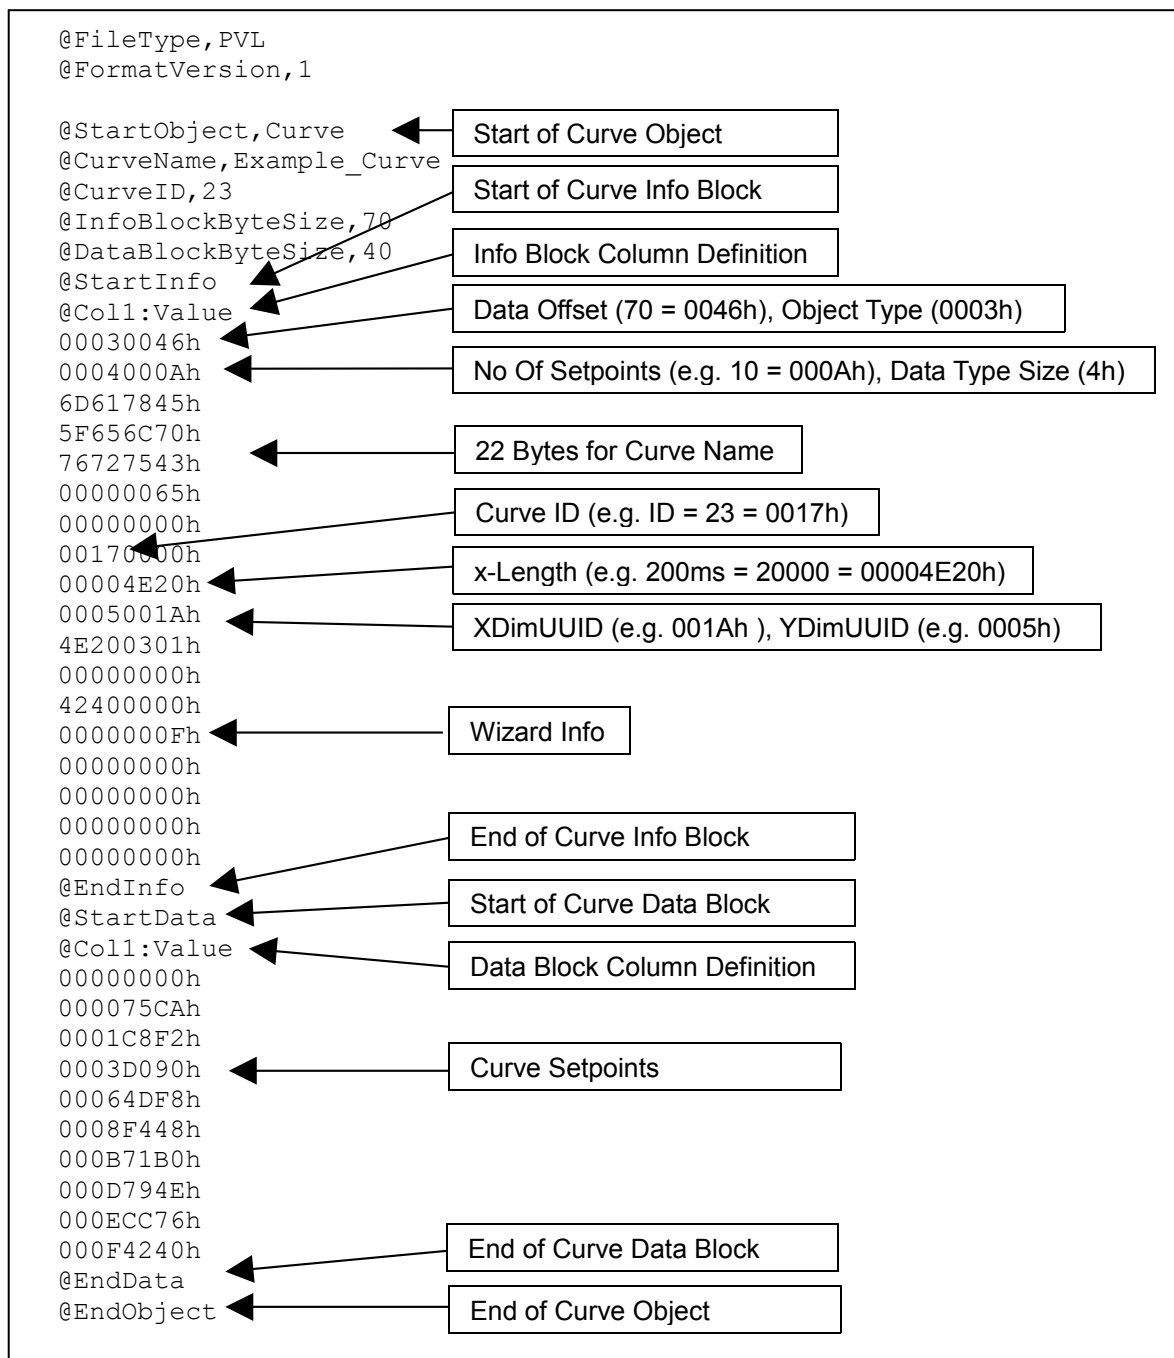 @FileType,PVL
@FormatVersion,1
@StartObject,Curve
Start of Curve Object
@CurveName,Example_Curve
@CurveID,23
Start of Curve Info Block
@InfoBlockByteSize,70
@DataBlockByteSize,40
Info Block Column Definition
@StartInfo
@Col1:Value
Data Offset (70 = 0046h), Object Type (0003h)
00030046h
0004000Ah
No Of Setpoints (e.g. 10 = 000Ah), Data Type Size (4h)
6D617845h
5F656C70h
76727543h
22 Bytes for Curve Name
00000065h
00000000h
Curve ID (e.g. ID = 23 = 0017h)
00170000h
00004E20h
x-Length (e.g. 200ms = 20000 = 00004E20h)
0005001Ah
XDimUUID (e.g. 001Ah ), YDimUUID (e.g. 0005h)
4E200301h
00000000h
42400000h
0000000Fh
Wizard Info
00000000h
00000000h
00000000h
End of Curve Info Block
00000000h
@EndInfo
@StartData
Start of Curve Data Block
@Col1:Value
Data Block Column Definition
00000000h
000075CAh
0001C8F2h
0003D090h
Curve Setpoints
00064DF8h
0008F448h
000B71B0h
000D794Eh
000ECC76h
000F4240h
End of Curve Data Block
@EndData
@EndObject
End of Curve Object